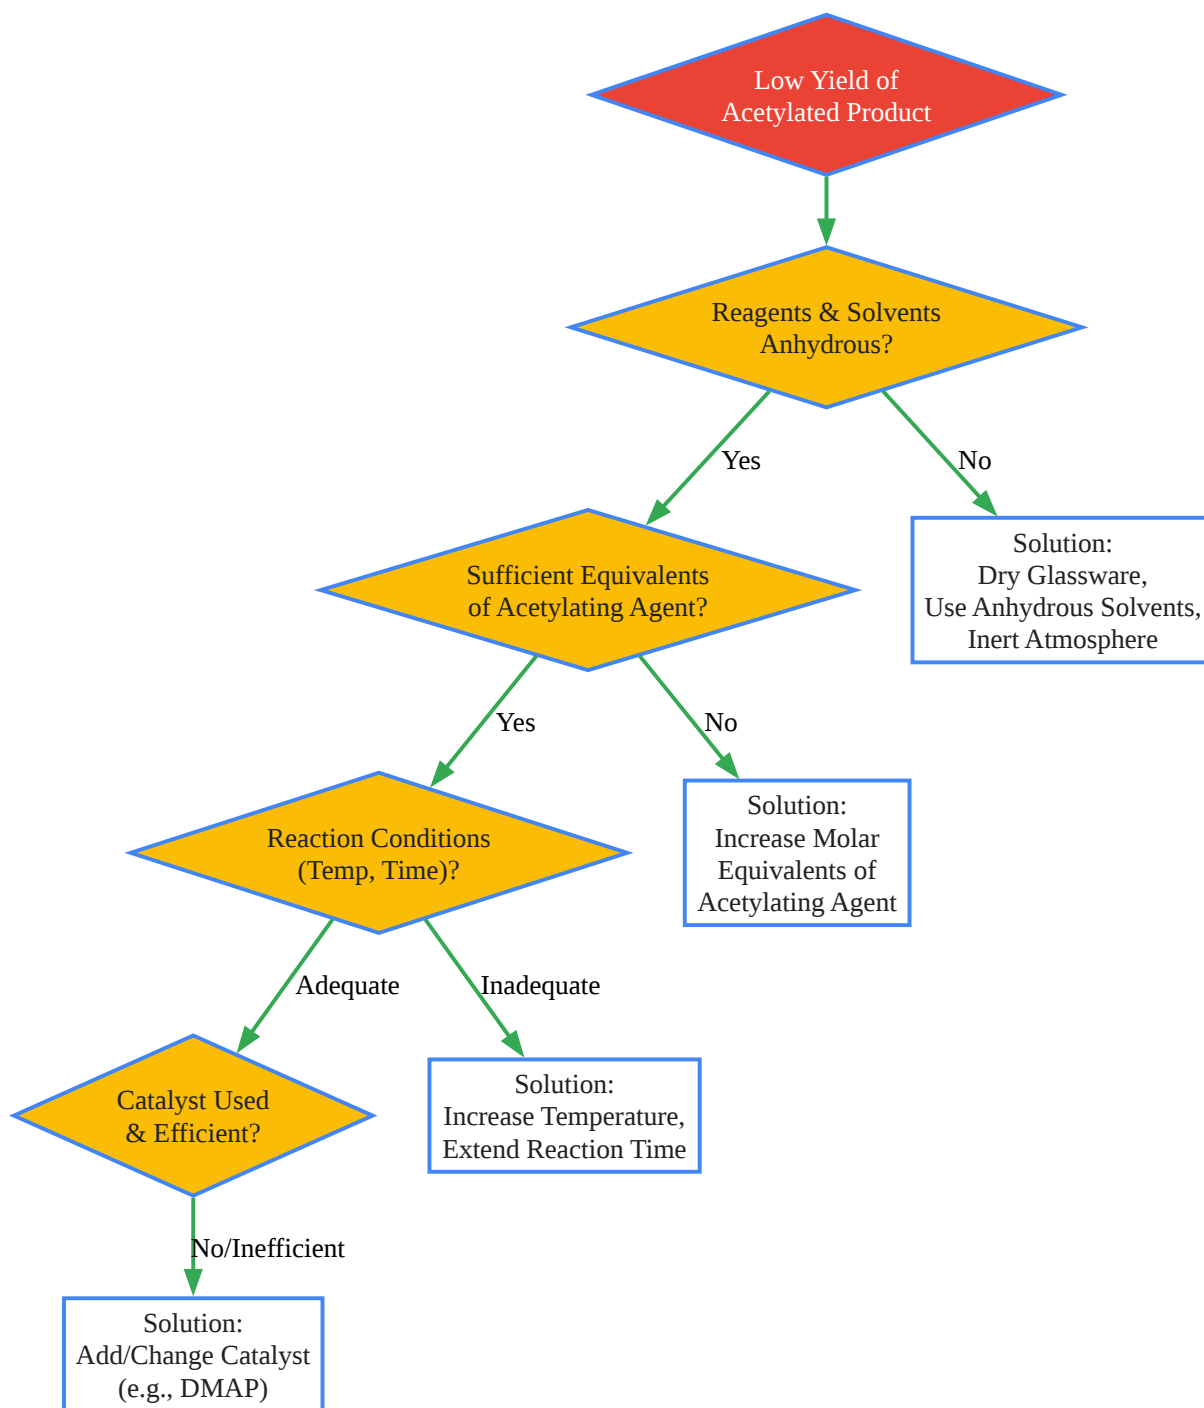 Low Yield of
Acetylated Product
Reagents & Solvents
Anhydrous?
Yes
No
Sufficient Equivalents
of Acetylating Agent?
Solution:
Dry Glassware,
Use Anhydrous Solvents,
Inert Atmosphere
Yes
No
Reaction Conditions
(Temp, Time)?
Solution:
Increase Molar
Equivalents of
Acetylating Agent
Adequate
Inadequate
Catalyst Used
& Efficient?
Solution:
Increase Temperature,
Extend Reaction Time
No/Inefficient
Solution:
Add/Change Catalyst
(e.g., DMAP)